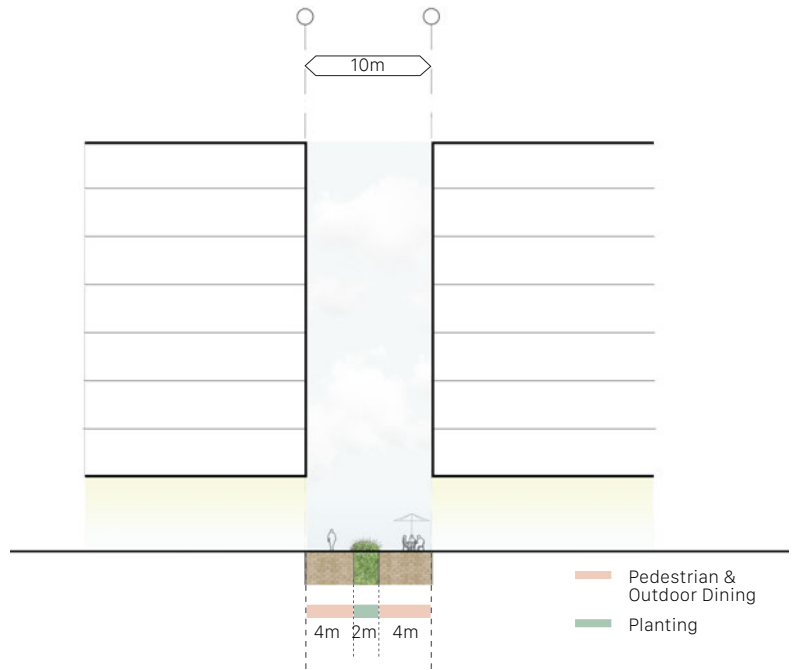 10m
4m 2m 4m
Pedestrian &
Outdoor Dining
Planting